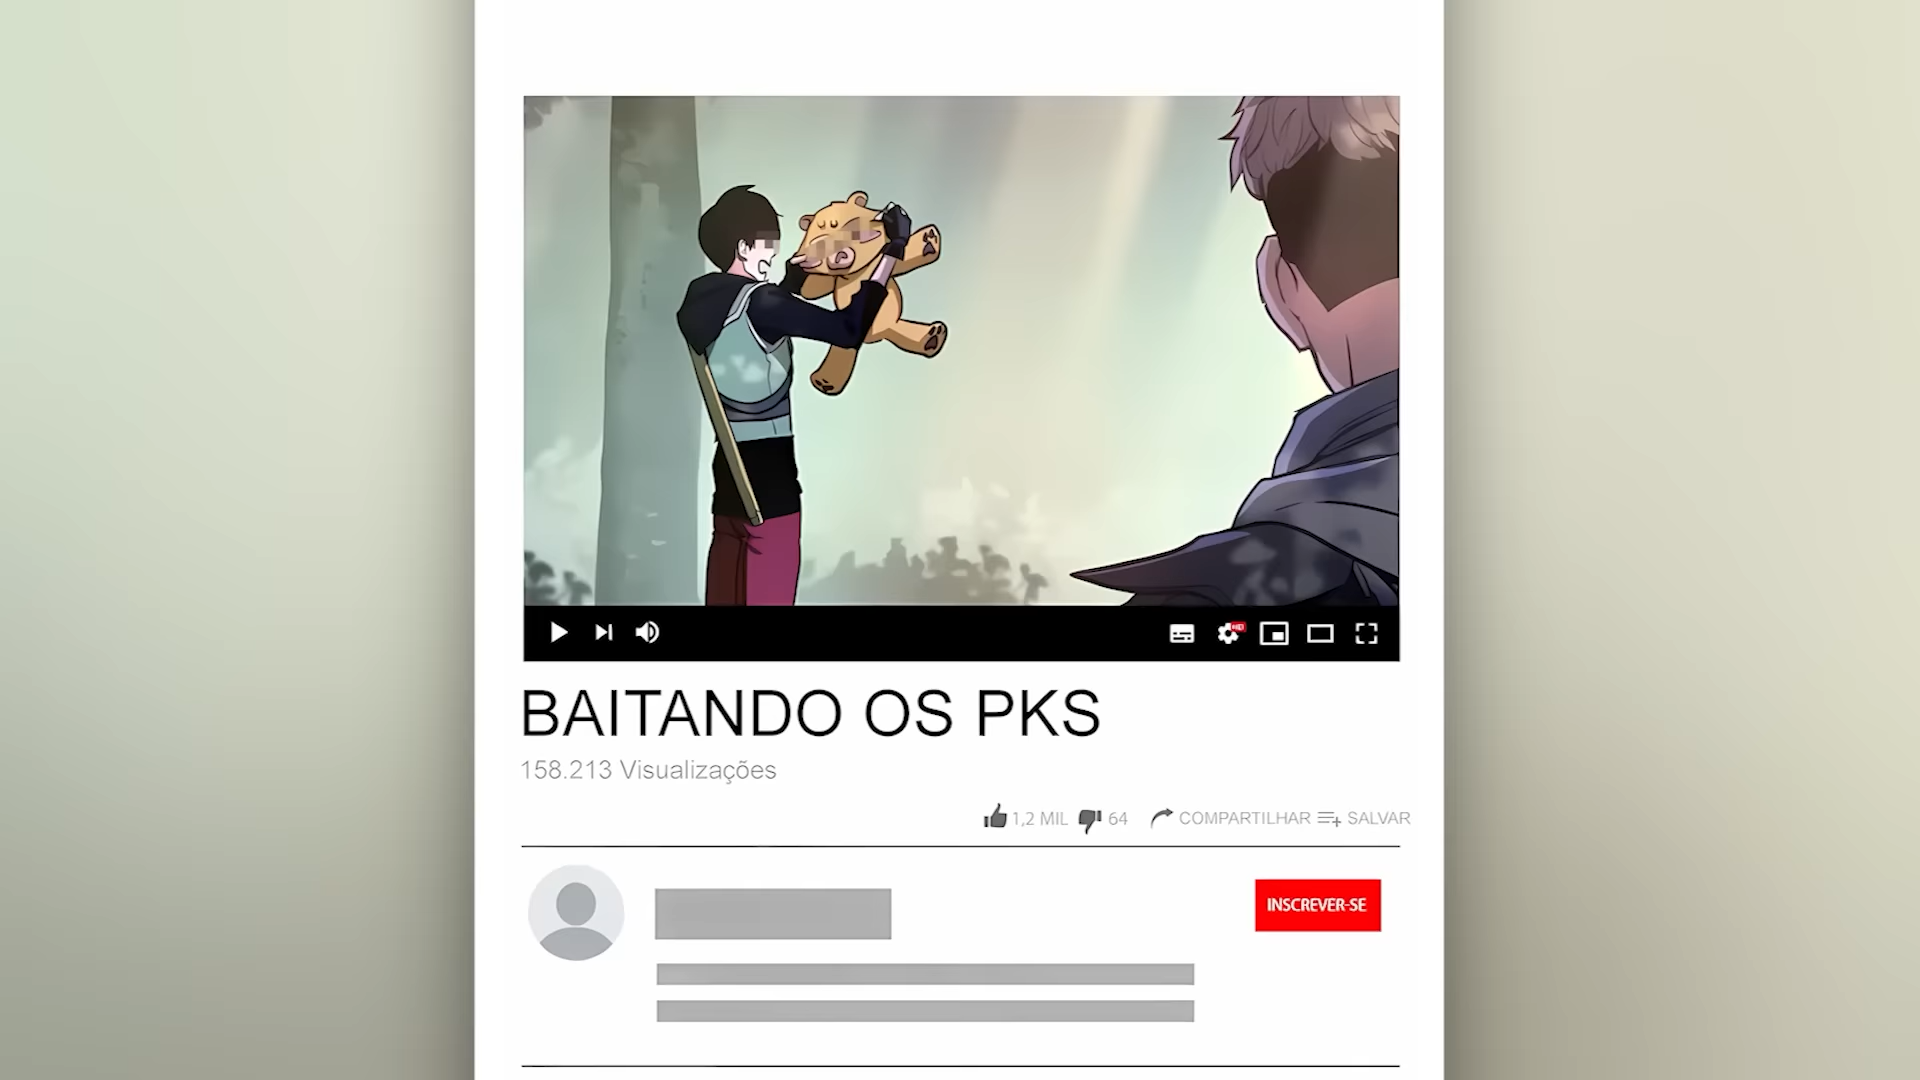 BAITANDO OS PKS
158.213 Visualizações
1,2 MIL 64 COMPARTILHAR SALVAR
INSCREVER-SE